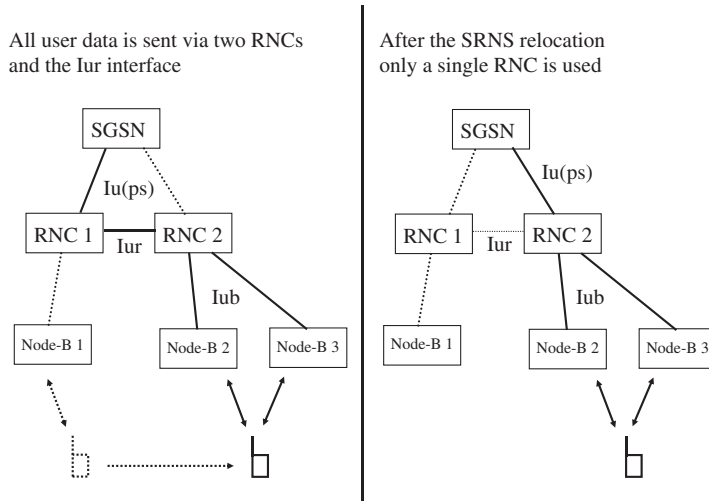 All user data is sent via two RNCs
and the Iur interface
SGSN
Iu(ps)
RNC 1
Iur
RNC 2
Iub
Node-B 1
Node-B 2
Node-B 3
After the SRNS relocation
only a single RNC is used
SGSN
Iu(ps)
RNC 1
Iur
RNC 2
Iub
Node-B 1
Node-B 2
Node-B 3